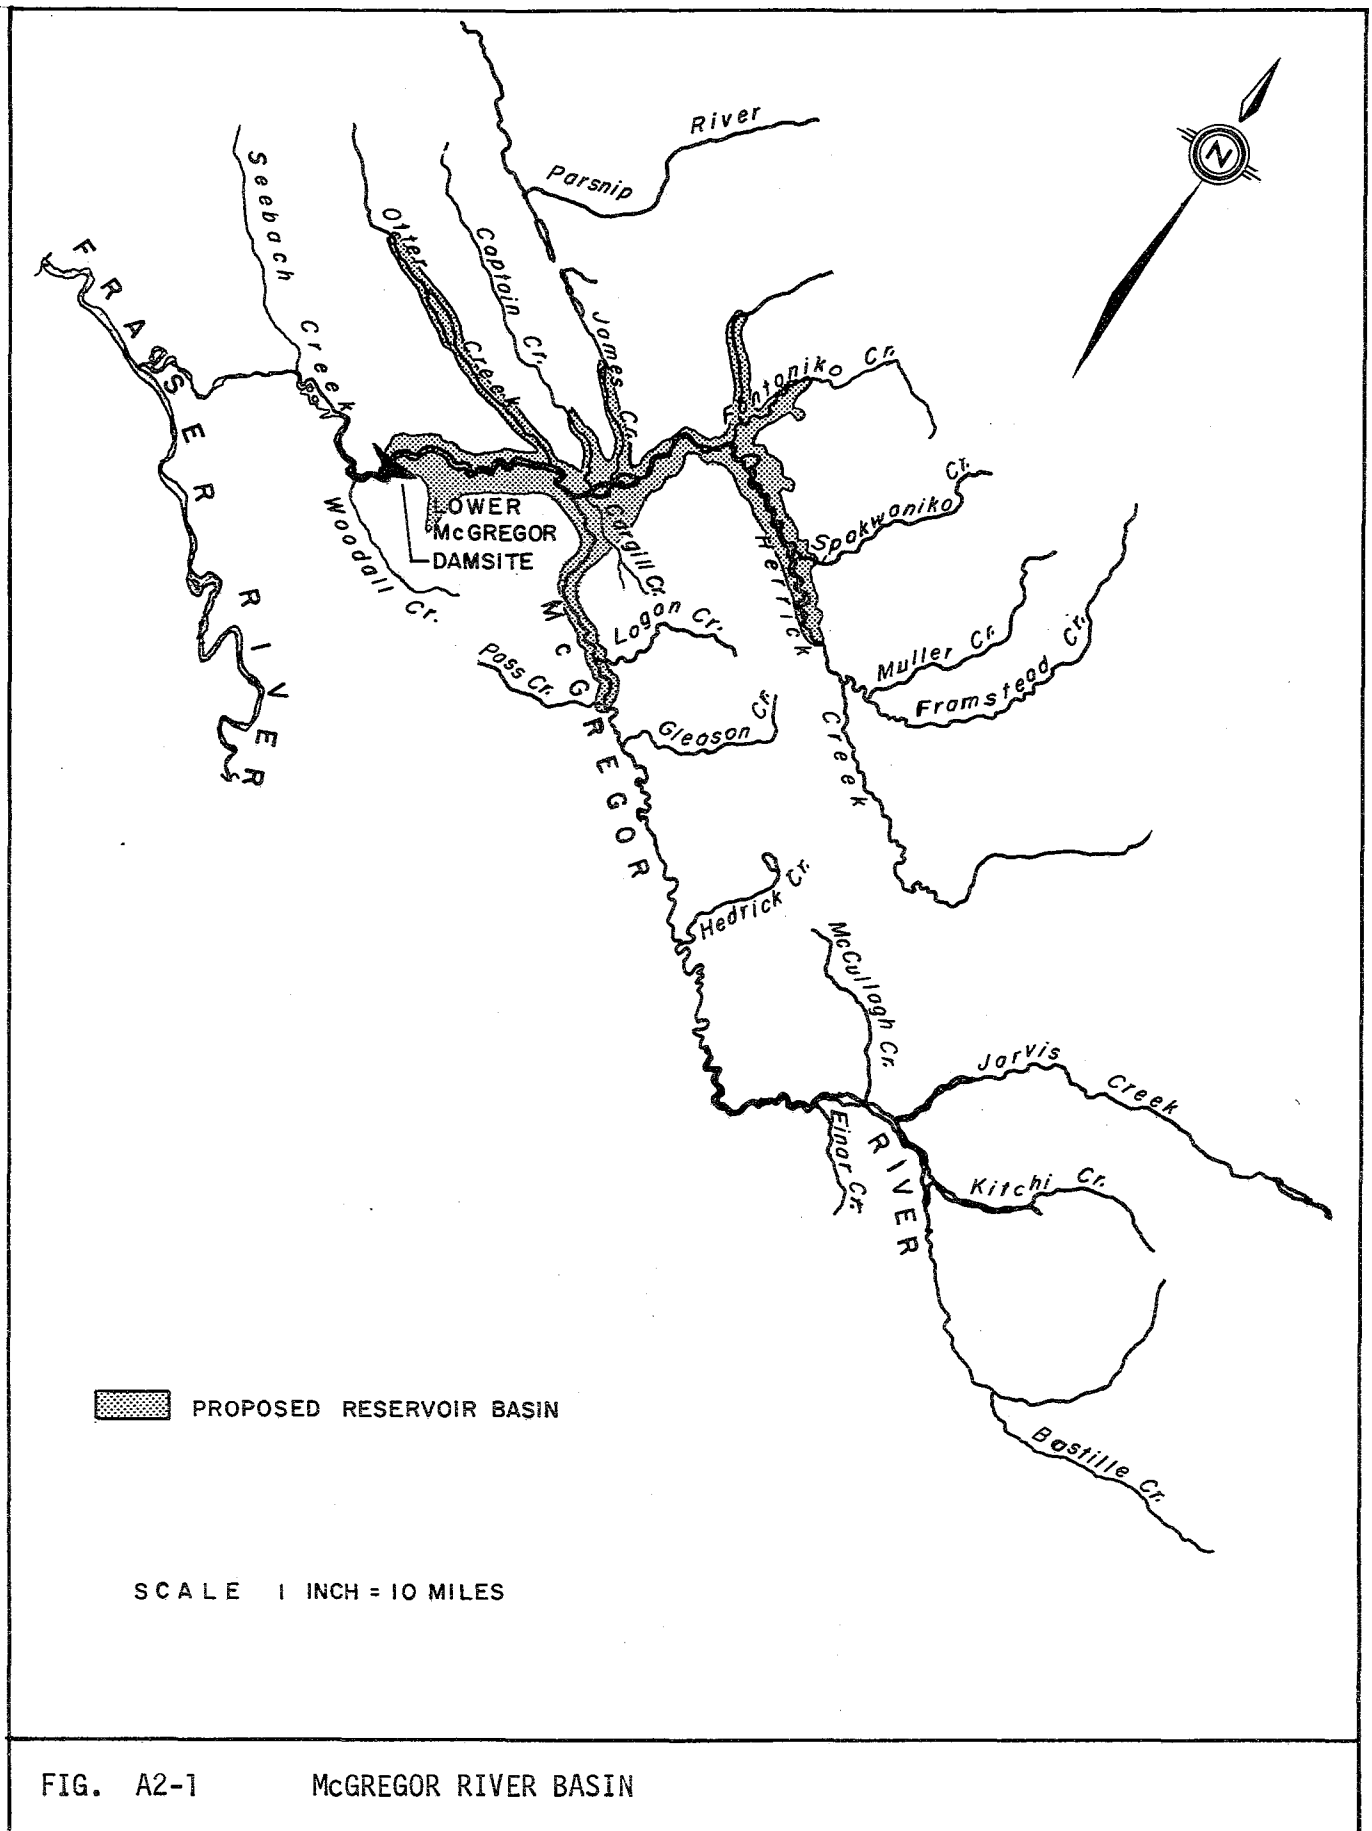 Parsnip River
N
Seebach Creek
Otter Creek
Captain Cr.
James Cr.
FRASER RIVER
Fontoniko Cr.
Spakwaniko Cr.
LOWER
McGREGOR
DAMSITE
Woodall Cr.
Cargill Cr.
Herrick Creek
Logan Cr.
Pass Cr.
Muller Cr.
Framstead Cr.
Gleason Cr.
McGREGOR RIVER
Hedrick Cr.
McCullagh Cr.
Jarvis Creek
Einar Cr.
Kitchi Cr.
Bastille Cr.
PROPOSED RESERVOIR BASIN
SCALE 1 INCH = 10 MILES
FIG. A2-1 McGREGOR RIVER BASIN